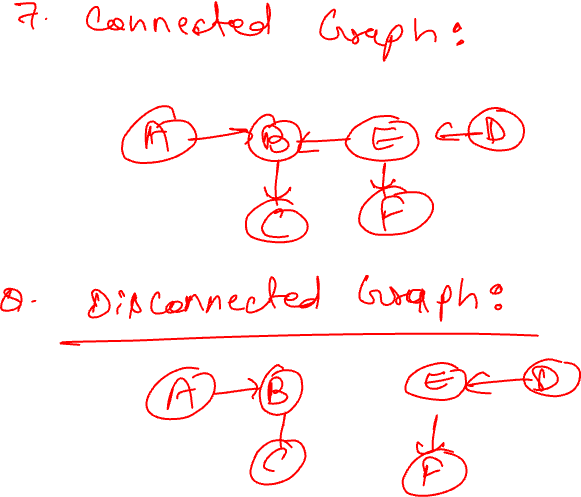 7. Connected Graph:
A B E D
C F
8. Disconnected Graph:
A B E D
C F